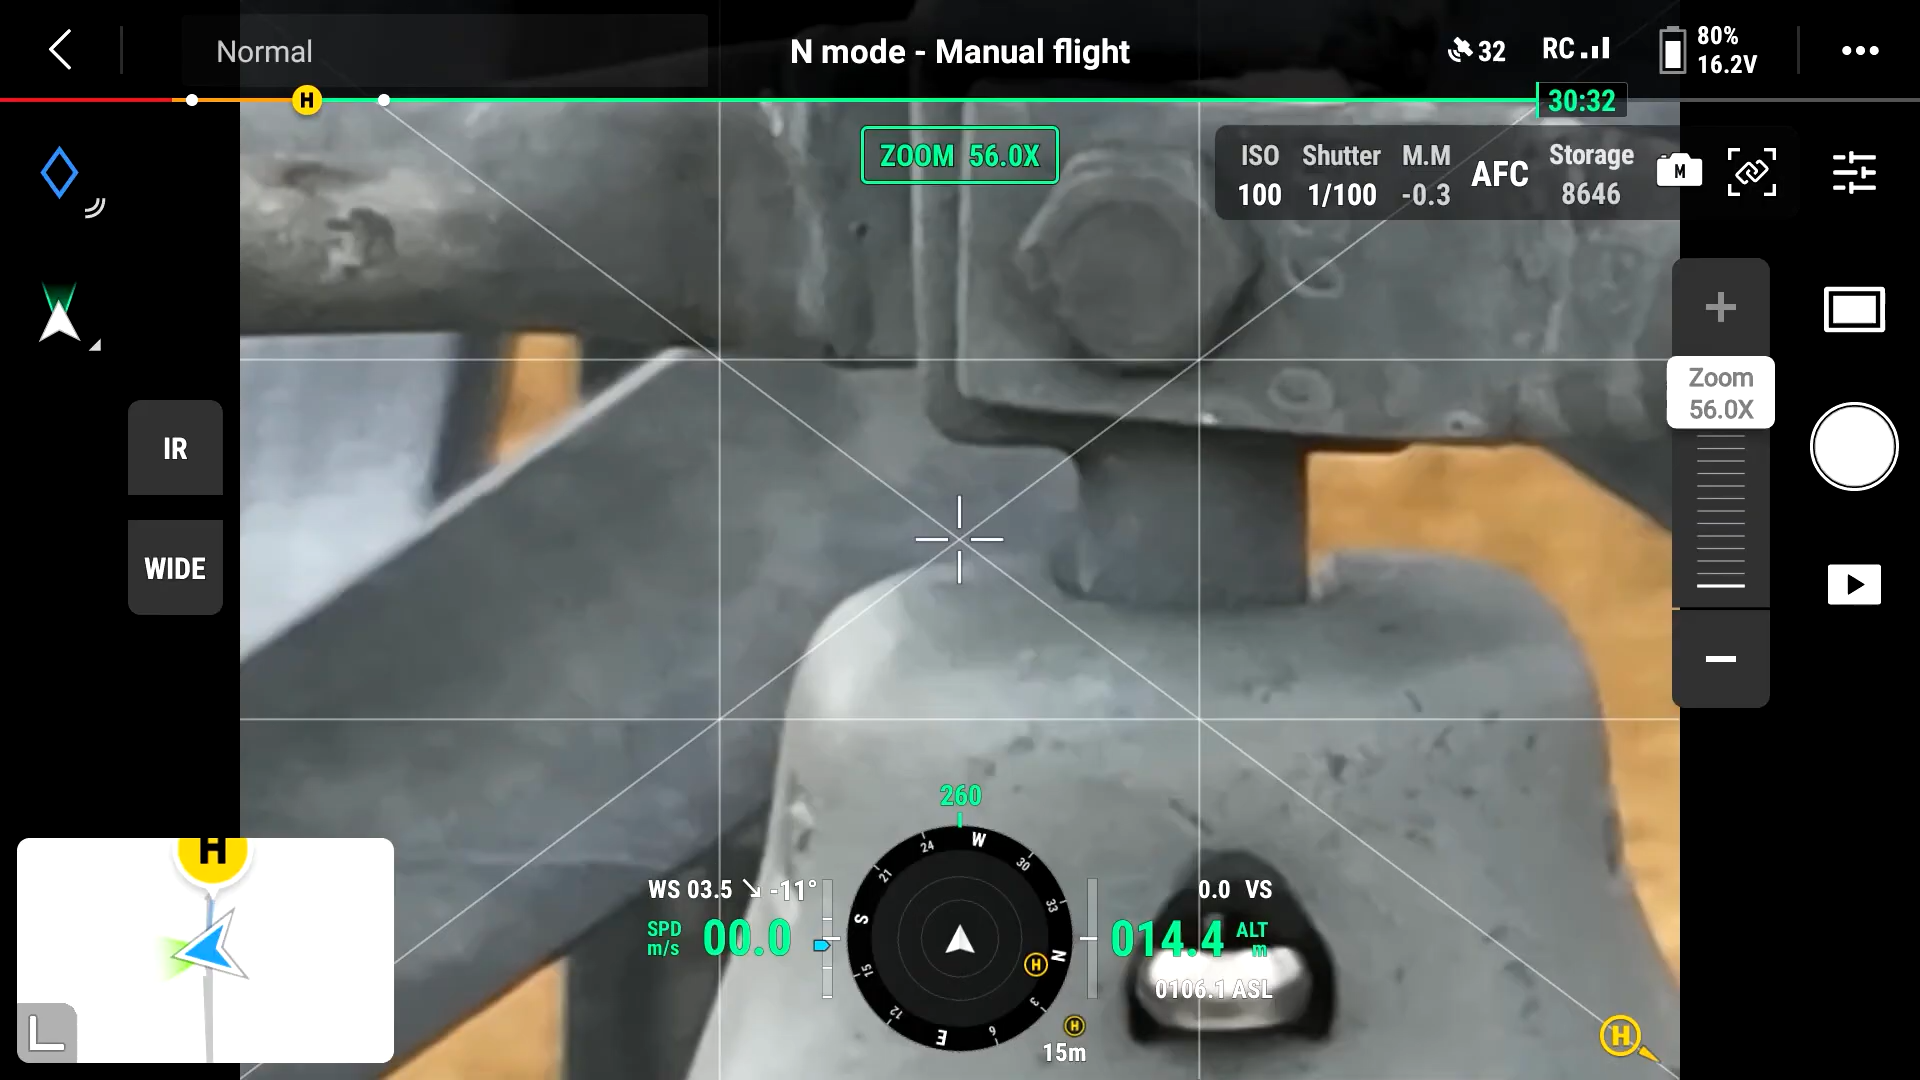 Normal
N mode - Manual flight
32
RC
80%
16.2V
H
30:32
ZOOM 56.0X
ISO
100
Shutter
1/100
M.M
-0.3
AFC
Storage
8646
M
IR
WIDE
+
Zoom
56.0X
−
260
WS 03.5 ↘ -11°
SPD
m/s
00.0
24 W 30 33 N 3 6 E 12 15 S 21
H
H
15m
0.0 VS
014.4 ALT
m
0106.1 ASL
H
L
H